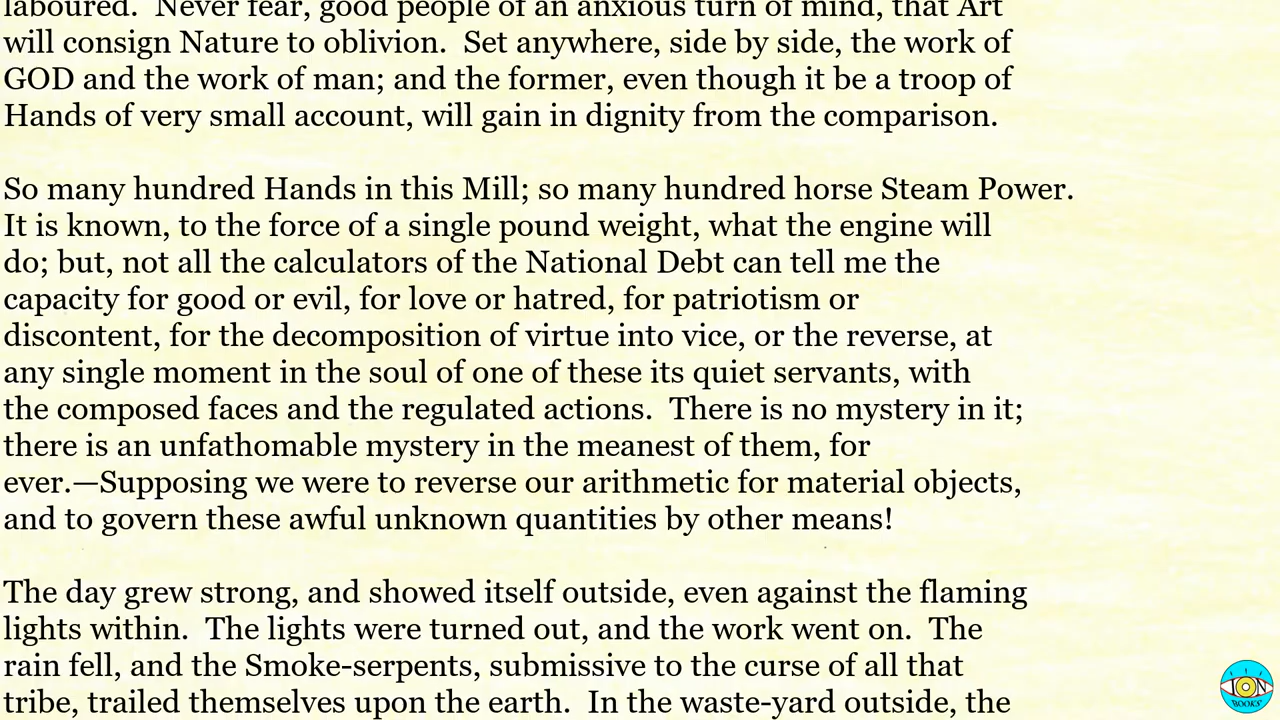 laboured.  Never fear, good people of an anxious turn of mind, that Art
will consign Nature to oblivion.  Set anywhere, side by side, the work of
GOD and the work of man; and the former, even though it be a troop of
Hands of very small account, will gain in dignity from the comparison.
So many hundred Hands in this Mill; so many hundred horse Steam Power.
It is known, to the force of a single pound weight, what the engine will
do; but, not all the calculators of the National Debt can tell me the
capacity for good or evil, for love or hatred, for patriotism or
discontent, for the decomposition of virtue into vice, or the reverse, at
any single moment in the soul of one of these its quiet servants, with
the composed faces and the regulated actions.  There is no mystery in it;
there is an unfathomable mystery in the meanest of them, for
ever.—Supposing we were to reverse our arithmetic for material objects,
and to govern these awful unknown quantities by other means!
The day grew strong, and showed itself outside, even against the flaming
lights within.  The lights were turned out, and the work went on.  The
rain fell, and the Smoke-serpents, submissive to the curse of all that
tribe, trailed themselves upon the earth.  In the waste-yard outside, the
ION
BOOKS